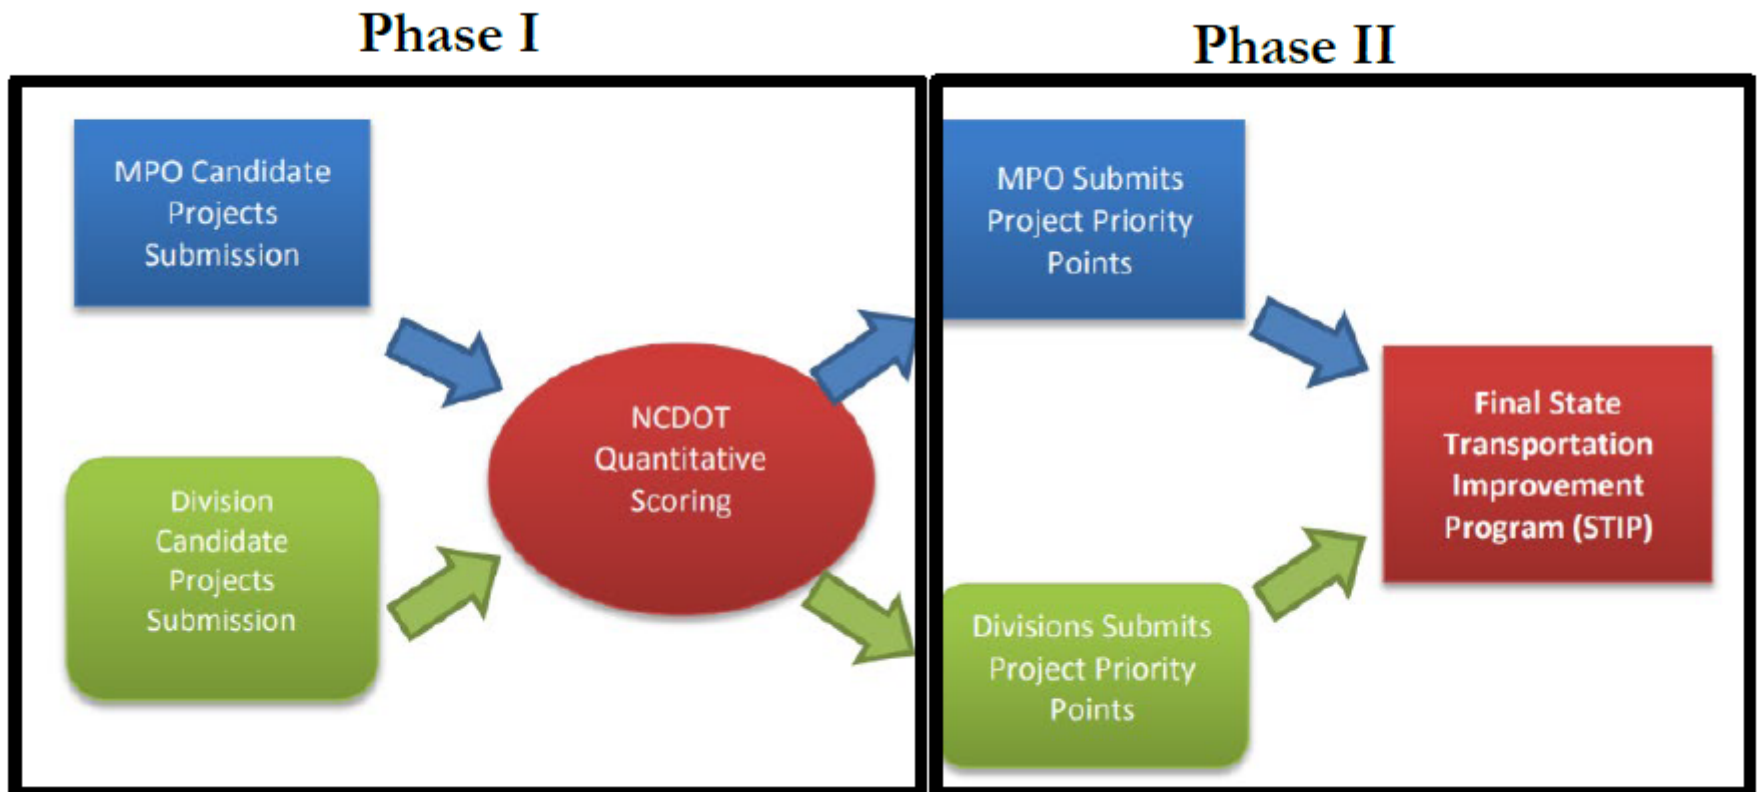 Phase I
MPO Candidate
Projects
Submission
Division
Candidate
Projects
Submission
NCDOT
Quantitative
Scoring
Phase II
MPO Submits
Project Priority
Points
Divisions Submits
Project Priority
Points
Final State
Transportation
Improvement
Program (STIP)